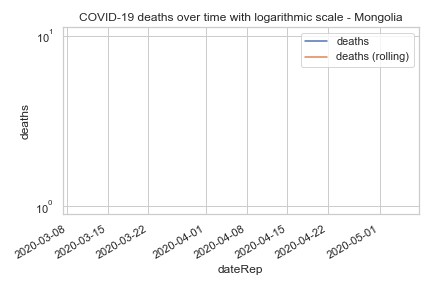 COVID-19 deaths over time with logarithmic scale - Mongolia
10¹
deaths
deaths (rolling)
deaths
10⁰
2020-03-08
2020-03-15
2020-03-22
2020-04-01
2020-04-08
2020-04-15
2020-04-22
2020-05-01
dateRep